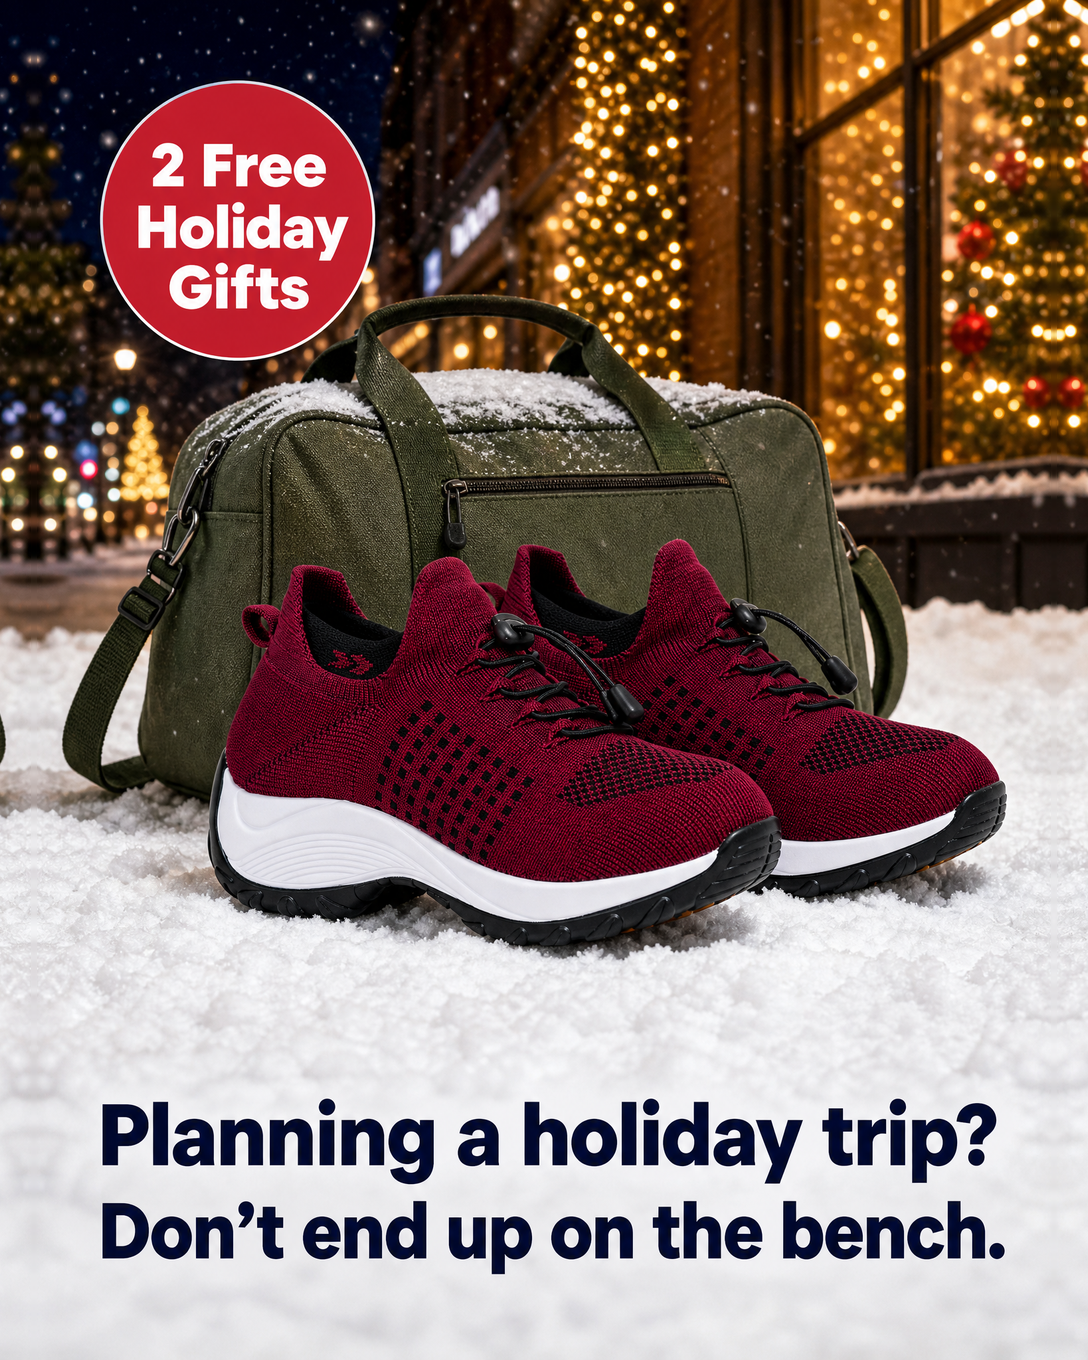 2 Free
Holiday
Gifts
Planning a holiday trip?
Don’t end up on the bench.